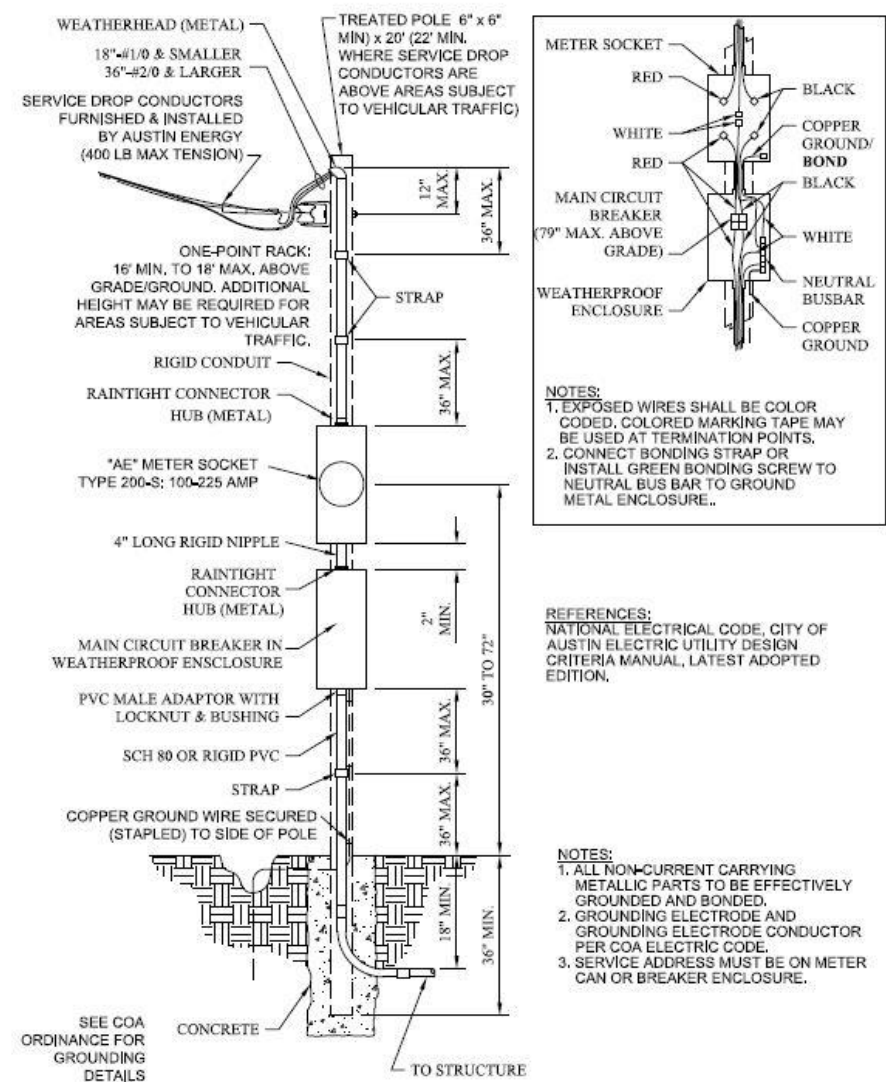 WEATHERHEAD (METAL)
18"-#1/0 & SMALLER
36"-#2/0 & LARGER
SERVICE DROP CONDUCTORS
FURNISHED & INSTALLED
BY AUSTIN ENERGY
(400 LB MAX TENSION)
TREATED POLE 6" x 6"
MIN) x 20' (22' MIN.
WHERE SERVICE DROP
CONDUCTORS ARE
ABOVE AREAS SUBJECT
TO VEHICULAR TRAFFIC)
12"
MAX.
36" MAX.
ONE-POINT RACK:
16' MIN. TO 18' MAX. ABOVE
GRADE/GROUND. ADDITIONAL
HEIGHT MAY BE REQUIRED FOR
AREAS SUBJECT TO VEHICULAR
TRAFFIC.
STRAP
RIGID CONDUIT
RAINTIGHT CONNECTOR
HUB (METAL)
36" MAX.
"AE" METER SOCKET
TYPE 200-S: 100-225 AMP
4" LONG RIGID NIPPLE
RAINTIGHT
CONNECTOR
HUB (METAL)
2"
MIN.
MAIN CIRCUIT BREAKER IN
WEATHERPROOF ENSCLOSURE
30" TO 72"
PVC MALE ADAPTOR WITH
LOCKNUT & BUSHING
36" MAX.
SCH 80 OR RIGID PVC
STRAP
36" MAX.
COPPER GROUND WIRE SECURED
(STAPLED) TO SIDE OF POLE
18" MIN.
36" MIN.
SEE COA
ORDINANCE FOR
GROUNDING
DETAILS
CONCRETE
TO STRUCTURE
METER SOCKET
RED
WHITE
RED
MAIN CIRCUIT
BREAKER
(79" MAX. ABOVE
GRADE)
WEATHERPROOF
ENCLOSURE
BLACK
COPPER
GROUND/
BOND
BLACK
WHITE
NEUTRAL
BUSBAR
COPPER
GROUND
NOTES:
1. EXPOSED WIRES SHALL BE COLOR
CODED. COLORED MARKING TAPE MAY
BE USED AT TERMINATION POINTS.
2. CONNECT BONDING STRAP OR
INSTALL GREEN BONDING SCREW TO
NEUTRAL BUS BAR TO GROUND
METAL ENCLOSURE..
REFERENCES:
NATIONAL ELECTRICAL CODE, CITY OF
AUSTIN ELECTRIC UTILITY DESIGN
CRITERIA MANUAL, LATEST ADOPTED
EDITION.
NOTES:
1. ALL NON-CURRENT CARRYING
METALLIC PARTS TO BE EFFECTIVELY
GROUNDED AND BONDED.
2. GROUNDING ELECTRODE AND
GROUNDING ELECTRODE CONDUCTOR
PER COA ELECTRIC CODE.
3. SERVICE ADDRESS MUST BE ON METER
CAN OR BREAKER ENCLOSURE.